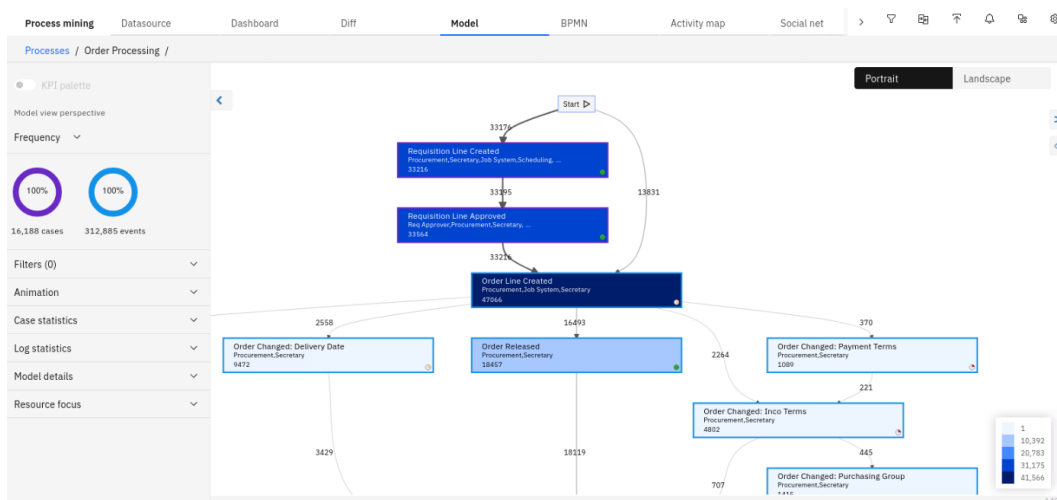 Process mining
Datasource
Dashboard
Diff
Model
BPMN
Activity map
Social net
Processes / Order Processing /
KPI palette
Model view perspective
Frequency
100%
100%
16,188 cases
312,885 events
Filters (0)
Animation
Case statistics
Log statistics
Model details
Resource focus
Portrait
Landscape
Start
33176
13831
Requisition Line Created
Procurement,Secretary,Job System,Scheduling, ...
33216
33195
Requisition Line Approved
Req Approver,Procurement,Secretary, ...
33564
33216
Order Line Created
Procurement,Job System,Secretary
47066
2558
16493
2264
370
Order Changed: Delivery Date
Procurement,Secretary
9472
Order Released
Procurement,Secretary
18457
Order Changed: Payment Terms
Procurement,Secretary
1089
221
Order Changed: Inco Terms
Procurement,Secretary
4802
3429
18119
707
445
Order Changed: Purchasing Group
Procurement,Secretary
1
10,392
20,783
31,175
41,566